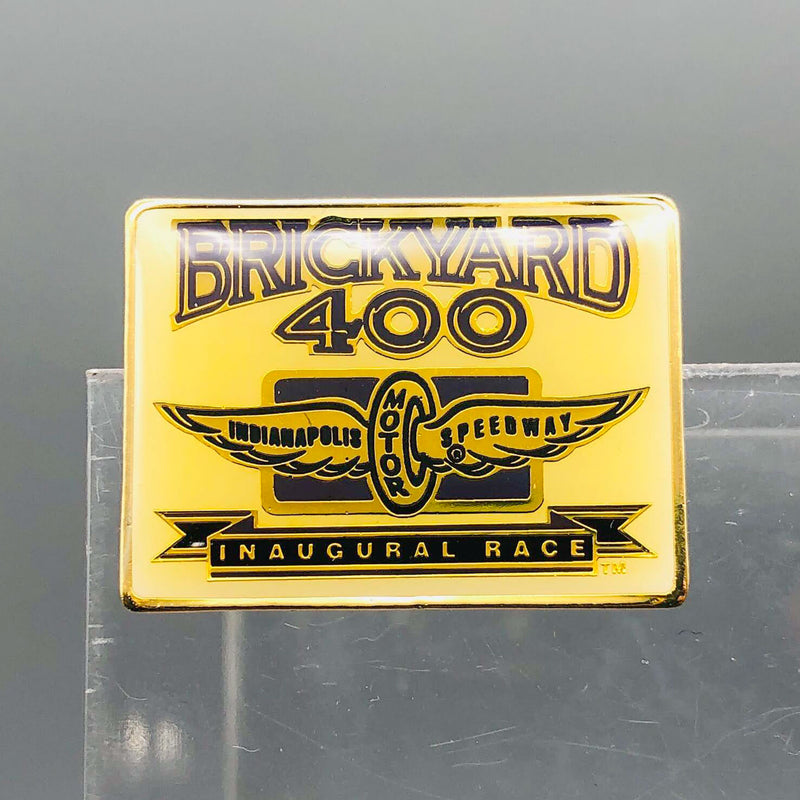 BRICKYARD
400
INDIANAPOLIS MOTOR SPEEDWAY ®
INAUGURAL RACE
TM